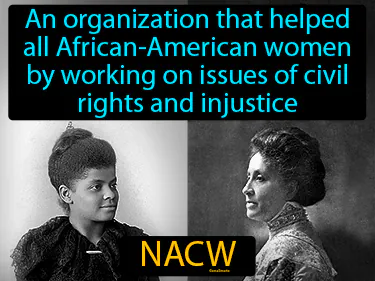 An organization that helped
all African-American women
by working on issues of civil
rights and injustice
NACW